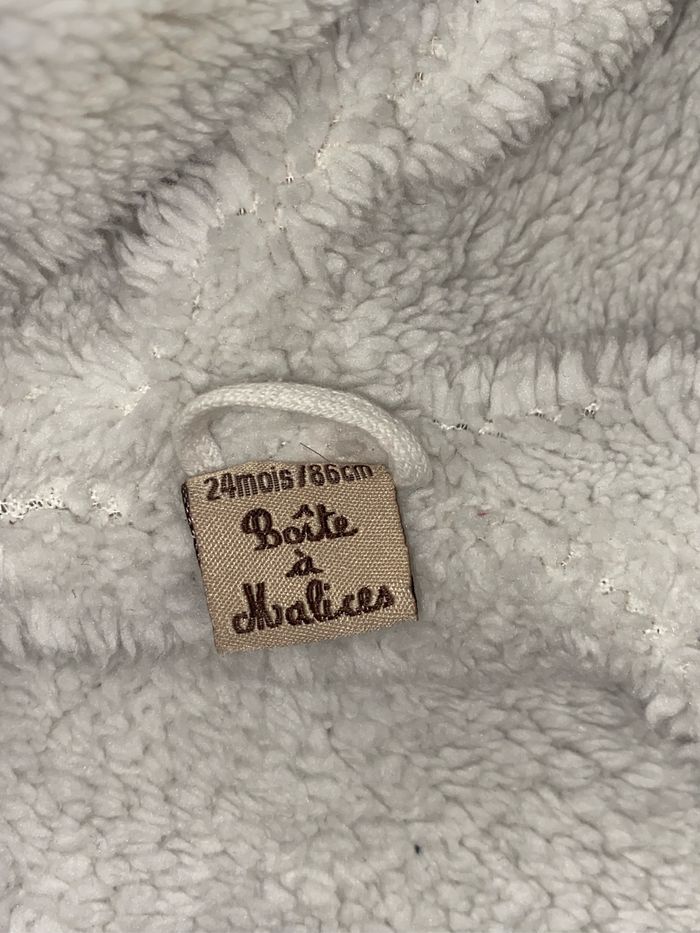 24mois/86cm
Boîte
à
Malices